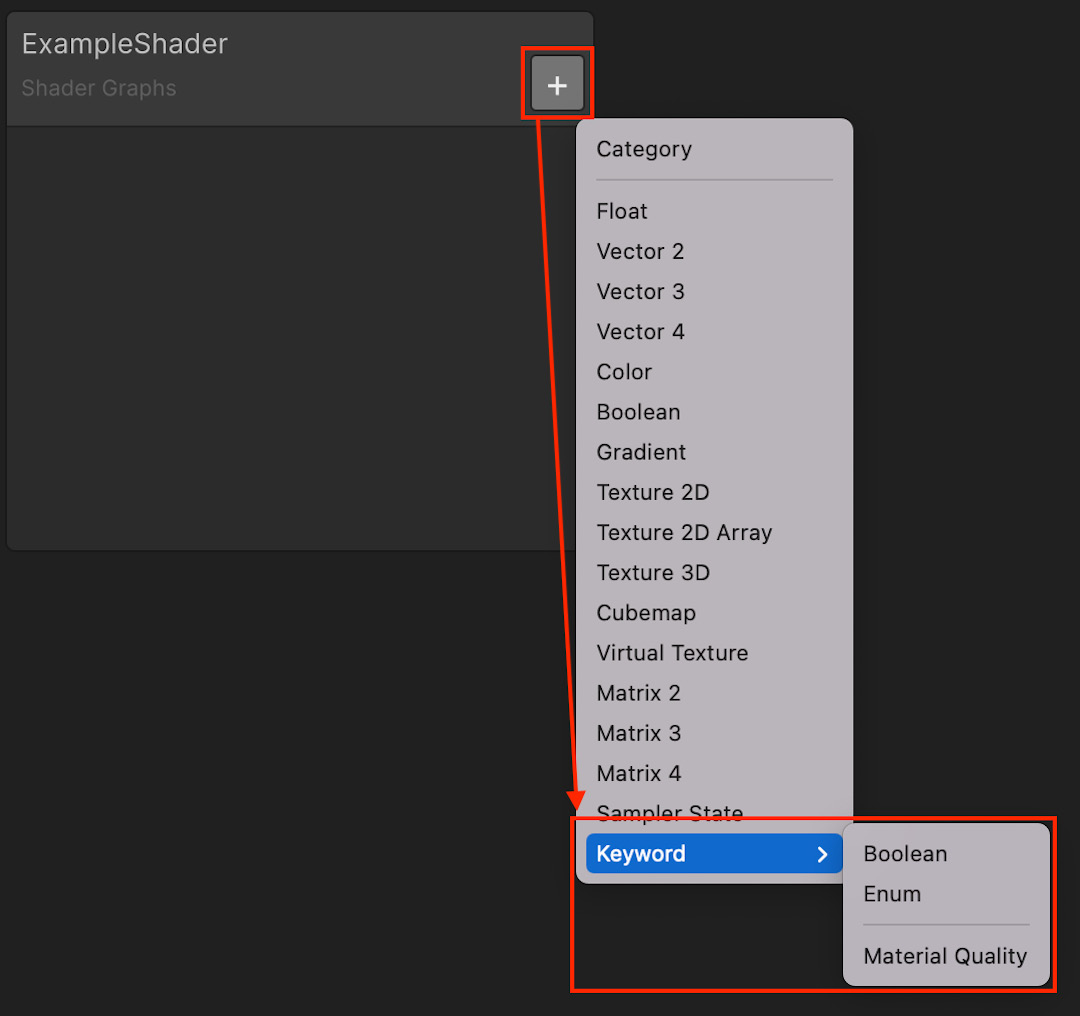 ExampleShader
Shader Graphs
+
Category
Float
Vector 2
Vector 3
Vector 4
Color
Boolean
Gradient
Texture 2D
Texture 2D Array
Texture 3D
Cubemap
Virtual Texture
Matrix 2
Matrix 3
Matrix 4
Sampler State
Keyword
Boolean
Enum
Material Quality